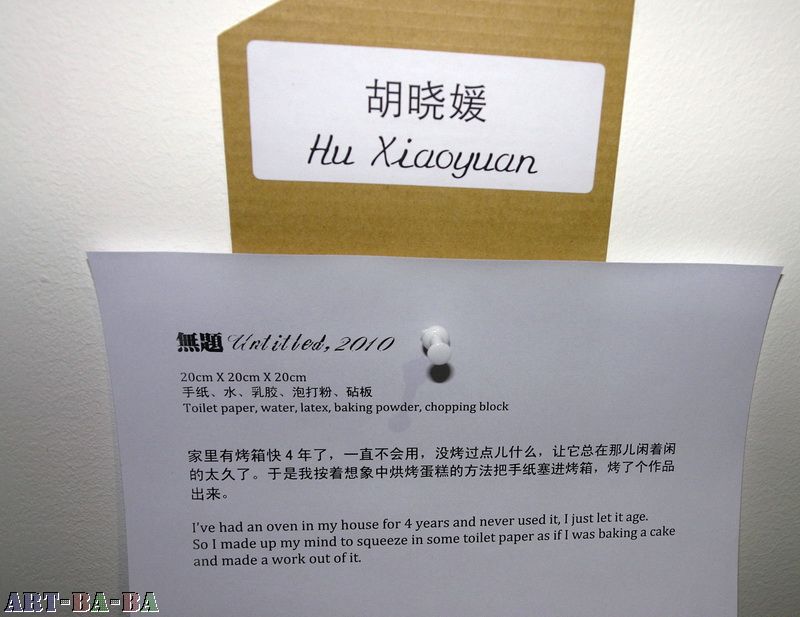 胡晓媛
Hu Xiaoyuan
無題 Untitled, 2010
20cm X 20cm X 20cm
手纸、水、乳胶、泡打粉、砧板
Toilet paper, water, latex, baking powder, chopping block
家里有烤箱快 4 年了，一直不会用，没烤过点儿什么，让它总在那儿闲着闲
的太久了。于是我按着想象中烘烤蛋糕的方法把手纸塞进烤箱，烤了个作品
出来。
I've had an oven in my house for 4 years and never used it, I just let it age.
So I made up my mind to squeeze in some toilet paper as if I was baking a cake
and made a work out of it.
ART-BA-BA